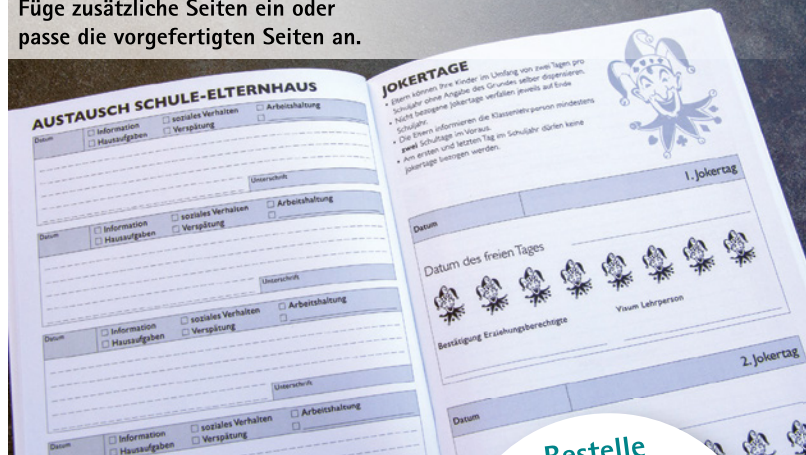 Füge zusätzliche Seiten ein oder
passe die vorgefertigten Seiten an.
AUSTAUSCH SCHULE-ELTERNHAUS
Datum
Information
soziales Verhalten
Arbeitshaltung
Hausaufgaben
Verspätung
Unterschrift
Datum
Information
soziales Verhalten
Arbeitshaltung
Hausaufgaben
Verspätung
Unterschrift
Datum
Information
soziales Verhalten
Arbeitshaltung
Hausaufgaben
Verspätung
Unterschrift
Datum
Information
soziales Verhalten
Arbeitshaltung
Hausaufgaben
Verspätung
JOKERTAGE
• Eltern können ihre Kinder im Umfang von zwei Tagen pro
Schuljahr ohne Angabe des Grundes selber dispensieren.
• Nicht bezogene Jokertage verfallen jeweils auf Ende
Schuljahr.
• Die Eltern informieren die Klassenlehrperson mindestens
zwei Schultage im Voraus.
• Am ersten und letzten Tag im Schuljahr dürfen keine
Jokertage bezogen werden.
1. Jokertag
Datum
Datum des freien Tages
Bestätigung Erziehungsberechtigte
Visum Lehrperson
2. Jokertag
Datum
Bestelle